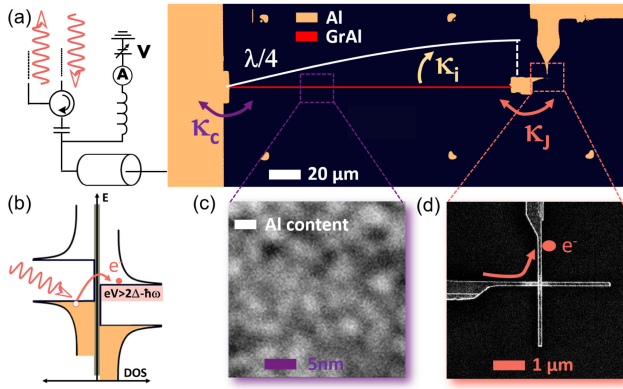 (a)
V
A
Al
GrAl
λ/4
κi
κc
κJ
20 μm
(b)
E
e
eV>2Δ-ħω
DOS
(c)
Al content
5nm
(d)
e-
1 μm